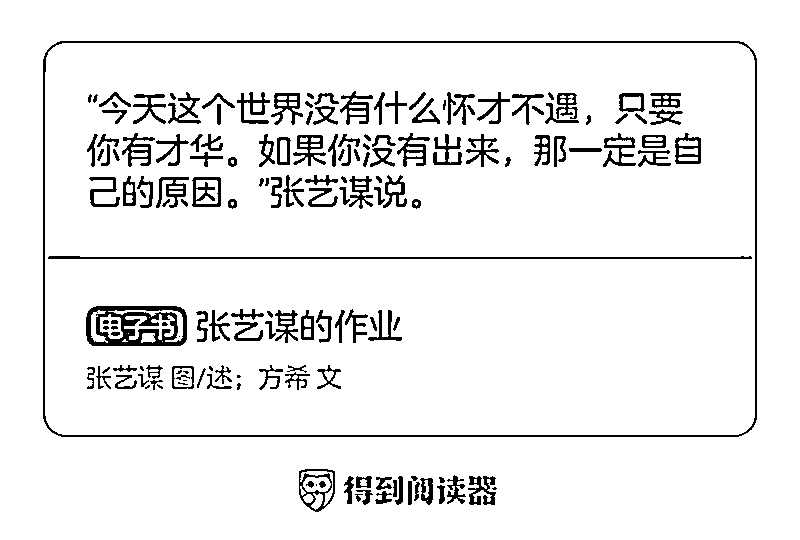 “今天这个世界没有什么怀才不遇，只要
你有才华。如果你没有出来，那一定是自
己的原因。”张艺谋说。
电子书 张艺谋的作业
张艺谋 图/述；方希 文
得到阅读器